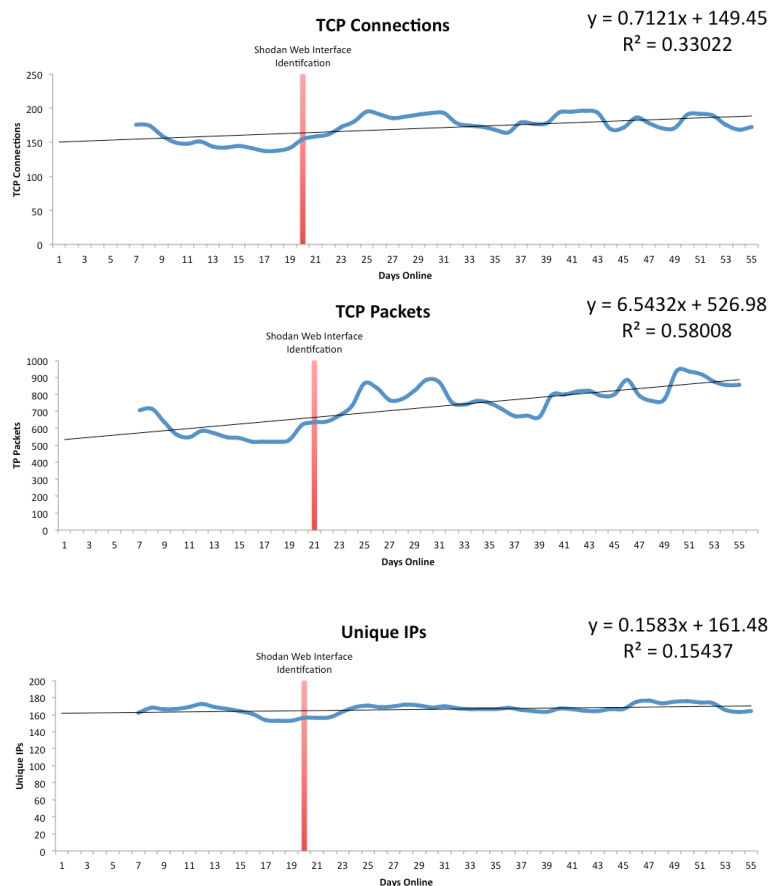 TCP Connections
y = 0.7121x + 149.45
R² = 0.33022
Shodan Web Interface
Identifcation
250
200
150
100
50
0
TCP Connections
1 3 5 7 9 11 13 15 17 19 21 23 25 27 29 31 33 35 37 39 41 43 45 47 49 51 53 55
Days Online
TCP Packets
y = 6.5432x + 526.98
R² = 0.58008
Shodan Web Interface
Identifcation
1000
900
800
700
600
500
400
300
200
100
0
TP Packets
1 3 5 7 9 11 13 15 17 19 21 23 25 27 29 31 33 35 37 39 41 43 45 47 49 51 53 55
Days Online
Unique IPs
y = 0.1583x + 161.48
R² = 0.15437
Shodan Web Interface
Identifcation
200
180
160
140
120
100
80
60
40
20
0
Unique IPs
1 3 5 7 9 11 13 15 17 19 21 23 25 27 29 31 33 35 37 39 41 43 45 47 49 51 53 55
Days Online